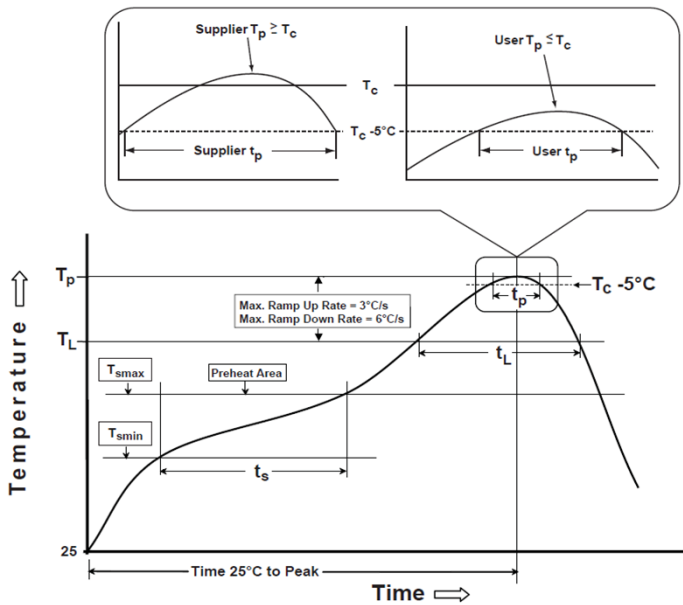 Supplier Tp ≥ Tc
User Tp ≤ Tc
Tc
Tc -5°C
Supplier tp
User tp
Tp
Tc -5°C
tp
Max. Ramp Up Rate = 3°C/s
Max. Ramp Down Rate = 6°C/s
TL
tL
Tsmax
Preheat Area
Tsmin
ts
Temperature
25
Time 25°C to Peak
Time